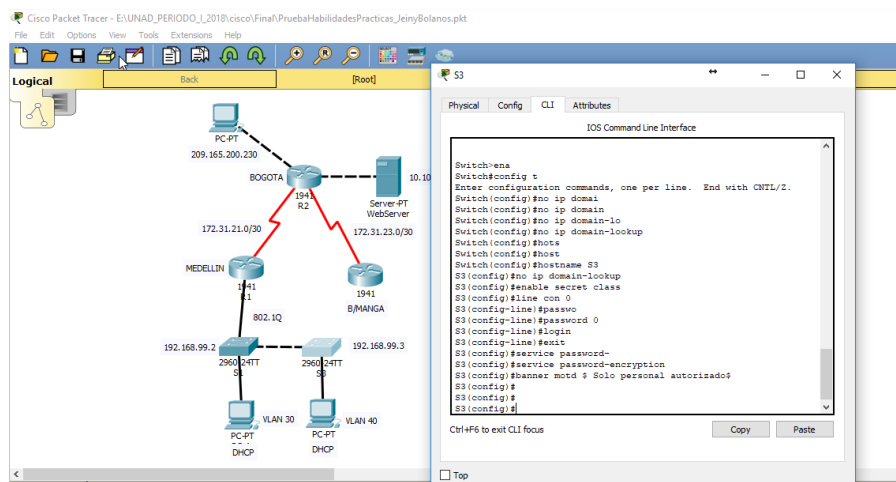 Cisco Packet Tracer - E:\UNAD_PERIODO_I_2018\cisco\Final\PruebaHabilidadesPracticas_JeinyBolanos.pkt
File Edit Options View Tools Extensions Help
Logical
Back
[Root]
PC-PT
209.165.200.230
BOGOTA
1941
R2
10.10
Server-PT
WebServer
172.31.21.0/30
172.31.23.0/30
MEDELLIN
1941
R1
1941
B/MANGA
802.1Q
192.168.99.2
192.168.99.3
2960-24TT
S1
2960-24TT
S3
VLAN 30
VLAN 40
PC-PT
DHCP
PC-PT
DHCP
S3
Physical Config CLI Attributes
IOS Command Line Interface
Switch>ena
Switch#config t
Enter configuration commands, one per line. End with CNTL/Z.
Switch(config)#no ip domai
Switch(config)#no ip domain
Switch(config)#no ip domain-lo
Switch(config)#no ip domain-lookup
Switch(config)#hots
Switch(config)#host
Switch(config)#hostname S3
S3(config)#no ip domain-lookup
S3(config)#enable secret class
S3(config)#line con 0
S3(config-line)#passwo
S3(config-line)#password 0
S3(config-line)#login
S3(config-line)#exit
S3(config)#service password-
S3(config)#service password-encryption
S3(config)#banner motd $ Solo personal autorizado$
S3(config)#
S3(config)#
S3(config)#
Ctrl+F6 to exit CLI focus
Copy
Paste
Top